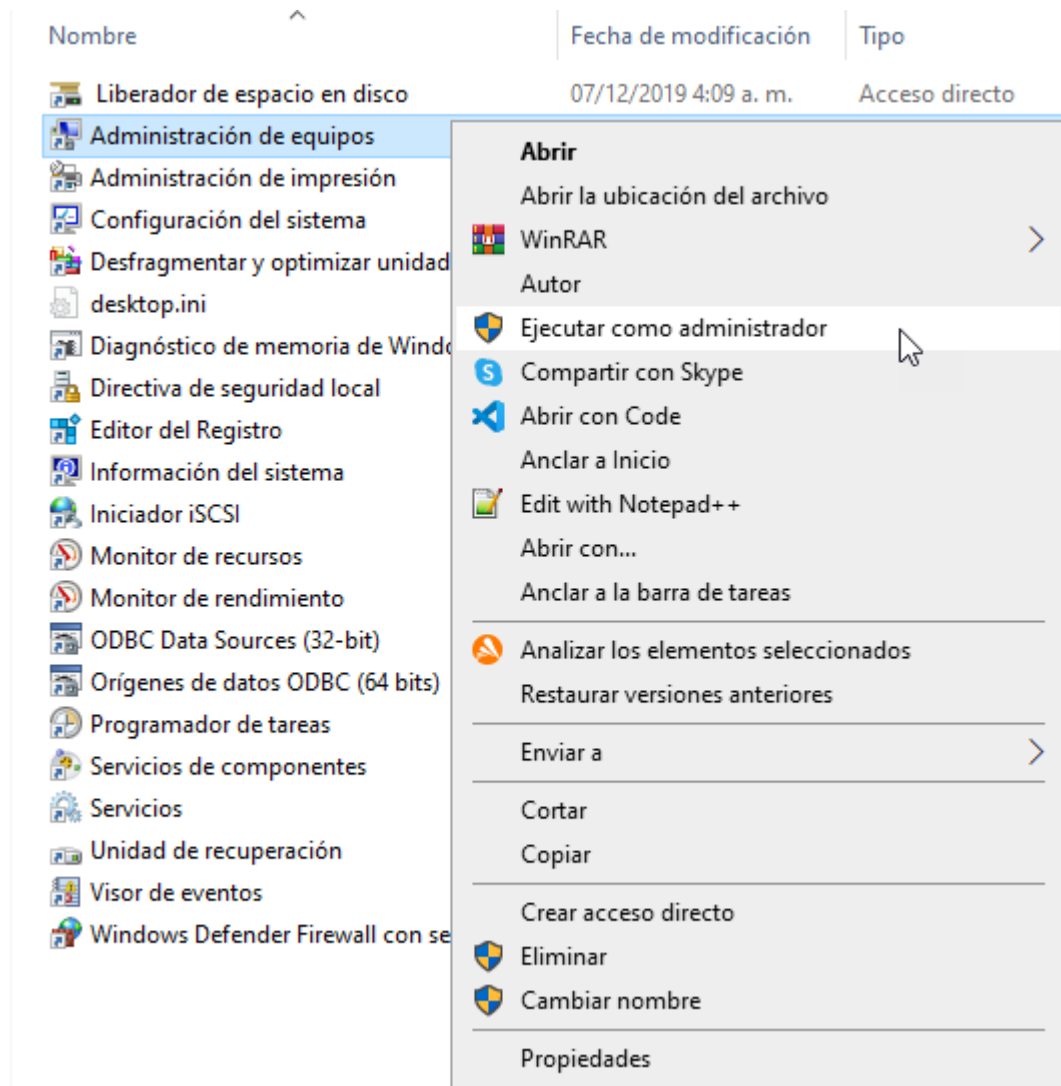 Nombre Fecha de modificación Tipo
Liberador de espacio en disco 07/12/2019 4:09 a. m. Acceso directo
Administración de equipos
Administración de impresión
Configuración del sistema
Desfragmentar y optimizar unidad
desktop.ini
Diagnóstico de memoria de Windo
Directiva de seguridad local
Editor del Registro
Información del sistema
Iniciador iSCSI
Monitor de recursos
Monitor de rendimiento
ODBC Data Sources (32-bit)
Orígenes de datos ODBC (64 bits)
Programador de tareas
Servicios de componentes
Servicios
Unidad de recuperación
Visor de eventos
Windows Defender Firewall con se
Abrir
Abrir la ubicación del archivo
WinRAR
Autor
Ejecutar como administrador
Compartir con Skype
Abrir con Code
Anclar a Inicio
Edit with Notepad++
Abrir con...
Anclar a la barra de tareas
Analizar los elementos seleccionados
Restaurar versiones anteriores
Enviar a
Cortar
Copiar
Crear acceso directo
Eliminar
Cambiar nombre
Propiedades